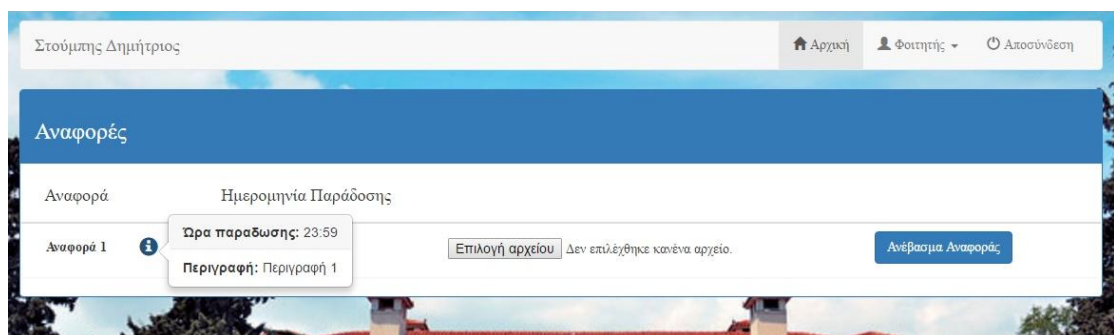 Στούμπης Δημήτριος
Αρχική Φοιτητής Αποσύνδεση
Αναφορές
Αναφορά Ημερομηνία Παράδοσης
Ώρα παραδωσης: 23:59
Αναφορά 1 Επιλογή αρχείου Δεν επιλέχθηκε κανένα αρχείο. Ανέβασμα Αναφοράς
Περιγραφή: Περιγραφή 1